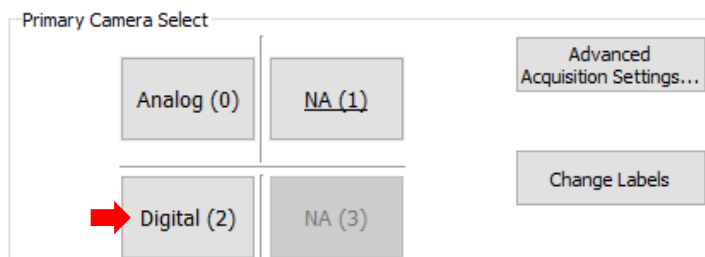 Primary Camera Select
Analog (0)
NA (1)
Advanced
Acquisition Settings...
Digital (2)
NA (3)
Change Labels